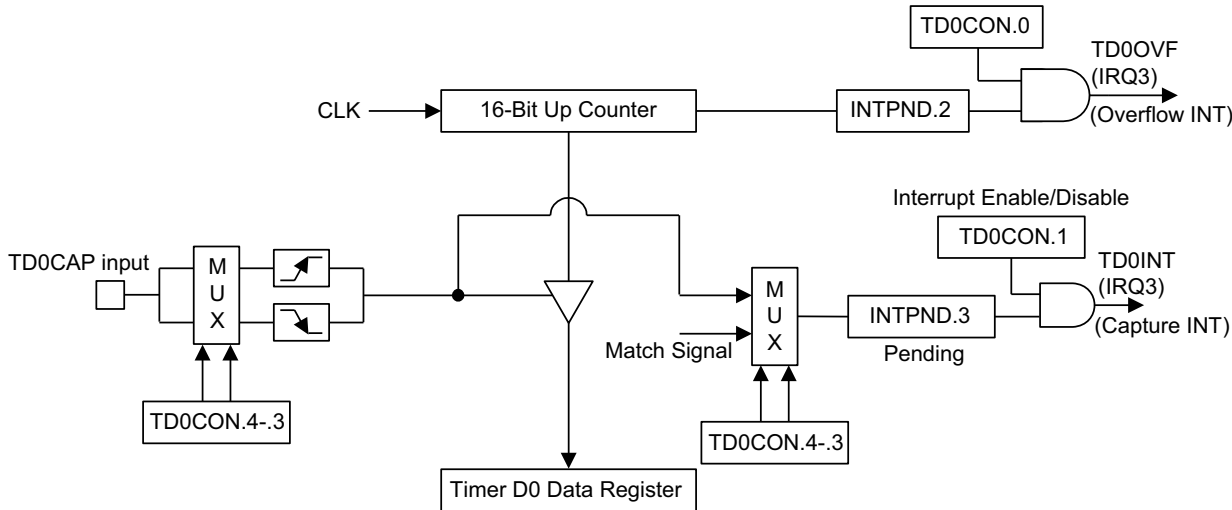 TD0CON.0
TD0OVF
(IRQ3)
(Overflow INT)
CLK
16-Bit Up Counter
INTPND.2
Interrupt Enable/Disable
TD0CON.1
TD0CAP input
M
U
X
TD0INT
(IRQ3)
(Capture INT)
M
U
X
INTPND.3
Pending
Match Signal
TD0CON.4-.3
TD0CON.4-.3
Timer D0 Data Register